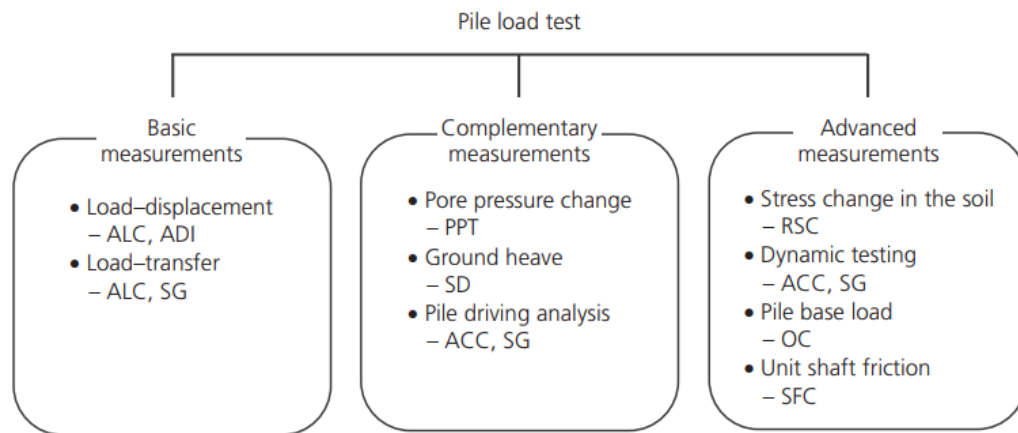 Pile load test
Basic
measurements
• Load–displacement
– ALC, ADI
• Load–transfer
– ALC, SG
Complementary
measurements
• Pore pressure change
– PPT
• Ground heave
– SD
• Pile driving analysis
– ACC, SG
Advanced
measurements
• Stress change in the soil
– RSC
• Dynamic testing
– ACC, SG
• Pile base load
– OC
• Unit shaft friction
– SFC